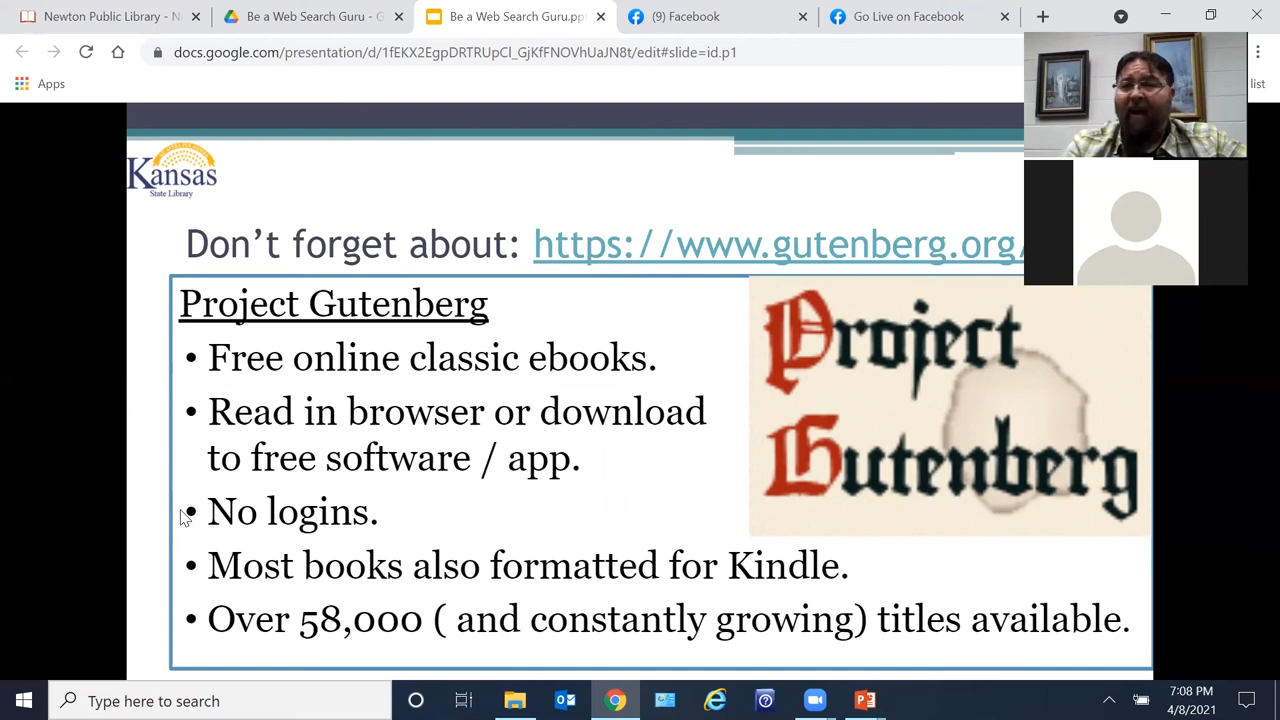 Newton Public Library - N
Be a Web Search Guru - G
Be a Web Search Guru.pp
(9) Facebook
Go Live on Facebook
docs.google.com/presentation/d/1fEKX2EgpDRTRUpCl_GjKfFNOVhUaJN8t/edit#slide=id.p1
Apps
list
Kansas
State Library
Don’t forget about: https://www.gutenberg.org/
Project Gutenberg
• Free online classic ebooks.
• Read in browser or download
to free software / app.
• No logins.
• Most books also formatted for Kindle.
• Over 58,000 ( and constantly growing) titles available.
Project
Gutenberg
Type here to search
7:08 PM
4/8/2021